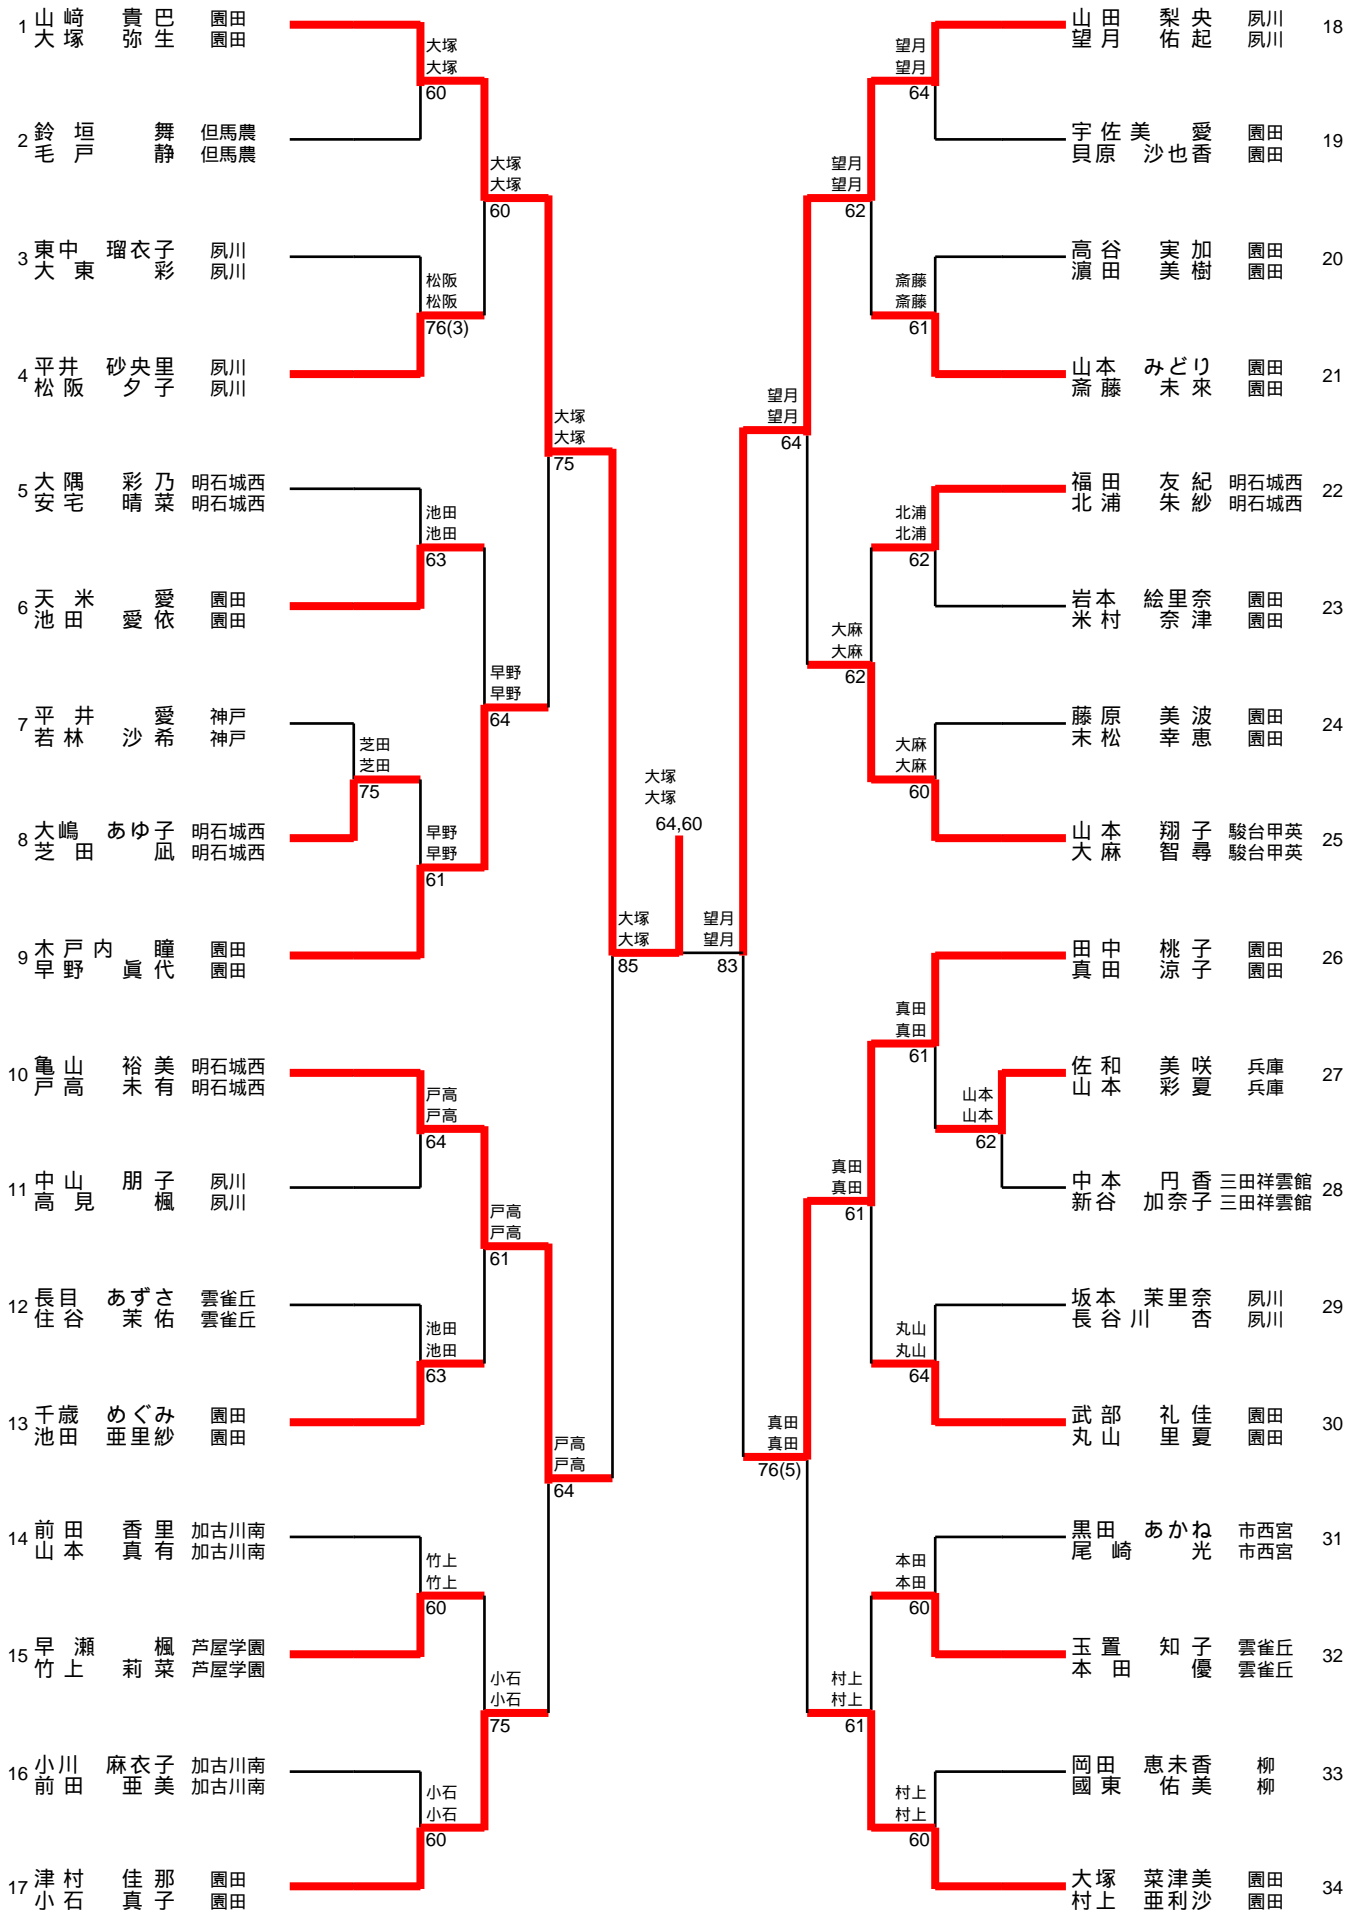 1 山﨑 貴巴 園田
大塚 弥生 園田
2 鈴垣 舞 但馬農
毛戸 静 但馬農
3 東中 瑠衣子 夙川
大東 彩 夙川
4 平井 砂央里 夙川
松阪 夕子 夙川
5 大隅 彩乃 明石城西
安宅 晴菜 明石城西
6 天米 愛 園田
池田 愛依 園田
7 平井 愛 神戸
若林 沙希 神戸
8 大嶋 あゆ子 明石城西
芝田 凪 明石城西
9 木戸内 瞳 園田
早野 眞代 園田
10 亀山 裕美 明石城西
戸高 未有 明石城西
11 中山 朋子 夙川
高見 楓 夙川
12 長目 あずさ 雲雀丘
住谷 茉佑 雲雀丘
13 千歳 めぐみ 園田
池田 亜里紗 園田
14 前田 香里 加古川南
山本 真有 加古川南
15 早瀬 楓 芦屋学園
竹上 莉菜 芦屋学園
16 小川 麻衣子 加古川南
前田 亜美 加古川南
17 津村 佳那 園田
小石 真子 園田
芝田
芝田
75
大塚
大塚
60
松阪
松阪
76(3)
池田
池田
63
早野
早野
61
戸高
戸高
64
池田
池田
63
竹上
竹上
60
小石
小石
60
大塚
大塚
60
早野
早野
64
戸高
戸高
61
小石
小石
75
大塚
大塚
75
戸高
戸高
64
大塚
大塚
85
大塚
大塚
64,60
望月
望月
83
望月
望月
64
真田
真田
76(5)
望月
望月
62
大麻
大麻
62
真田
真田
61
村上
村上
61
望月
望月
64
斎藤
斎藤
61
北浦
北浦
62
大麻
大麻
60
真田
真田
61
丸山
丸山
64
本田
本田
60
村上
村上
60
山本
山本
62
山田 梨央 夙川 18
望月 佑起 夙川
宇佐美 愛 園田 19
貝原 沙也香 園田
高谷 実加 園田 20
濵田 美樹 園田
山本 みどり 園田 21
斎藤 未來 園田
福田 友紀 明石城西 22
北浦 朱紗 明石城西
岩本 絵里奈 園田 23
米村 奈津 園田
藤原 美波 園田 24
末松 幸恵 園田
山本 翔子 駿台甲英 25
大麻 智尋 駿台甲英
田中 桃子 園田 26
真田 涼子 園田
佐和 美咲 兵庫 27
山本 彩夏 兵庫
中本 円香 三田祥雲館 28
新谷 加奈子 三田祥雲館
坂本 茉里奈 夙川 29
長谷川 杏 夙川
武部 礼佳 園田 30
丸山 里夏 園田
黒田 あかね 市西宮 31
尾崎 光 市西宮
玉置 知子 雲雀丘 32
本田 優 雲雀丘
岡田 恵未香 柳 33
國東 佑美 柳
大塚 菜津美 園田 34
村上 亜利沙 園田